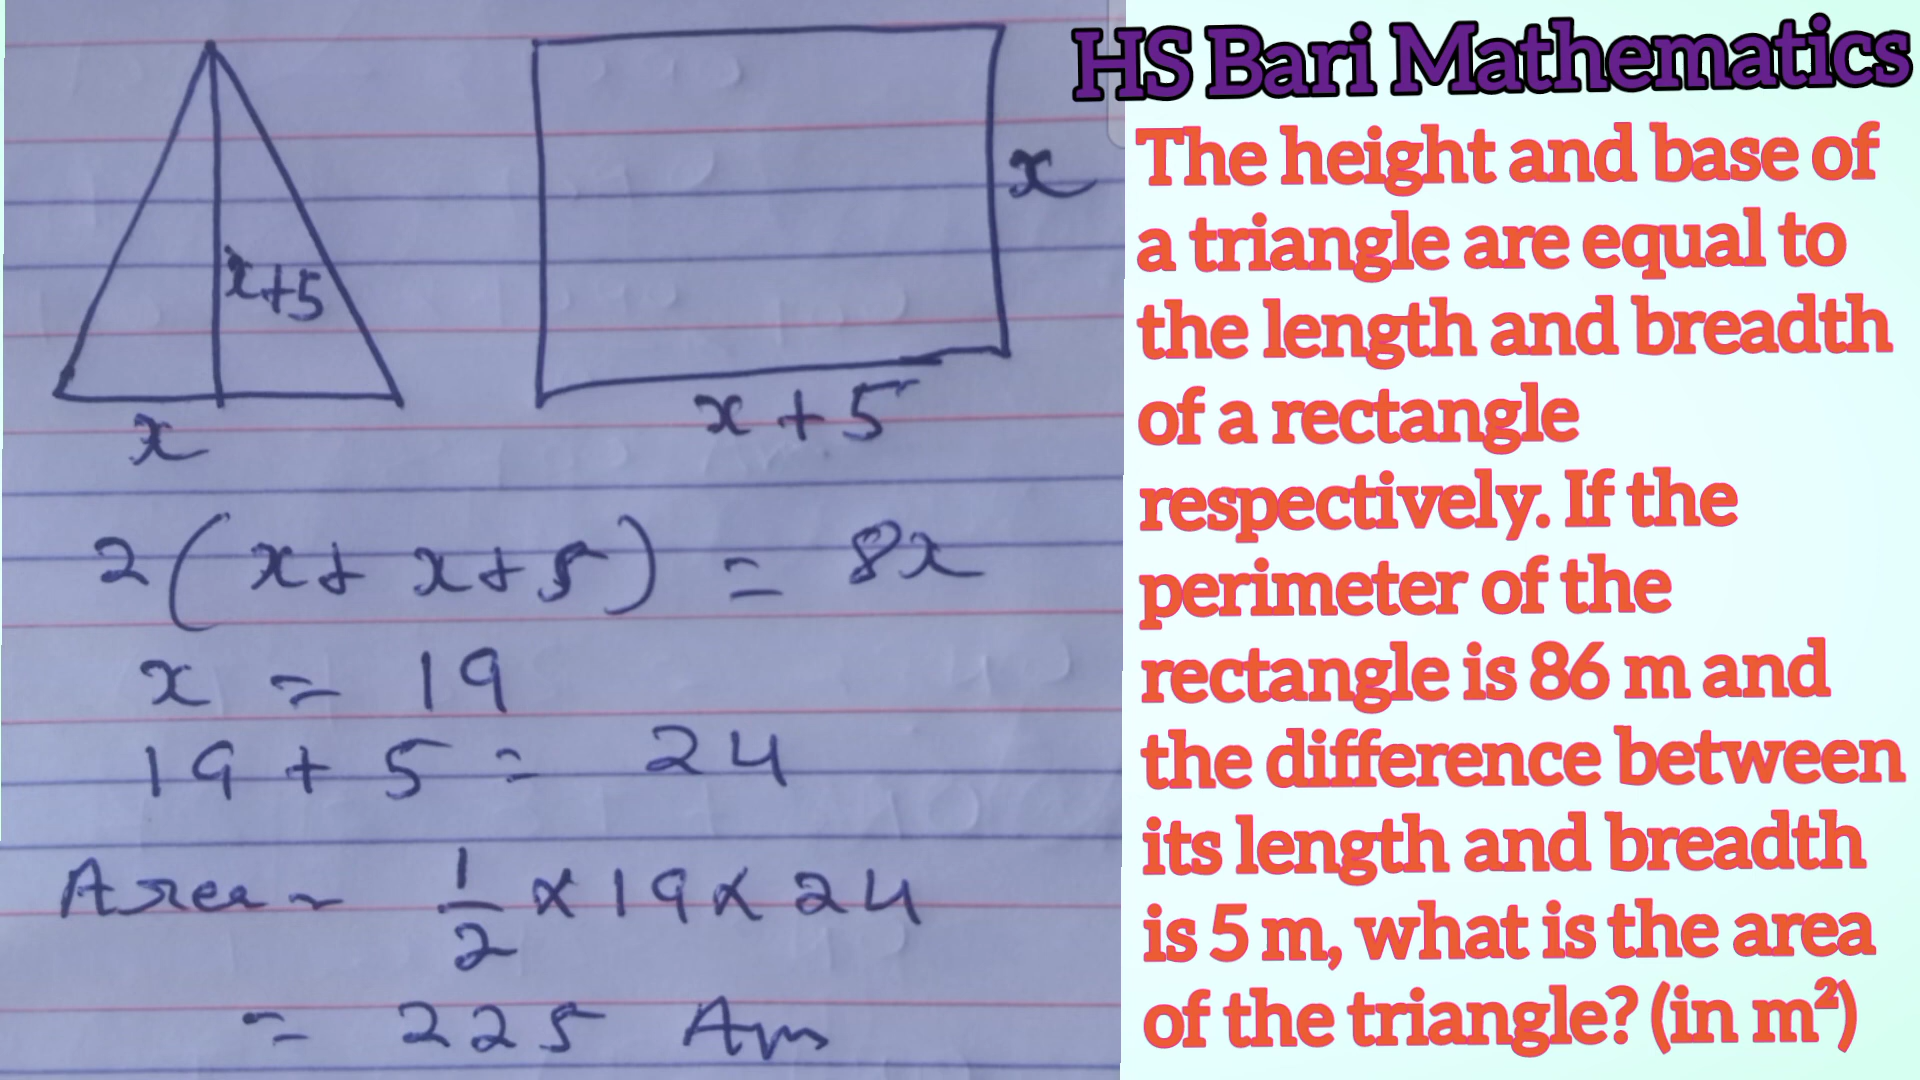 x+5
x
x
x + 5
2(x+x+5) = 8x
x = 19
19 + 5 = 24
Area = 1/2 x 19 x 24
= 225 Ans
HS Bari Mathematics
The height and base of
a triangle are equal to
the length and breadth
of a rectangle
respectively. If the
perimeter of the
rectangle is 86 m and
the difference between
its length and breadth
is 5 m, what is the area
of the triangle? (in m²)